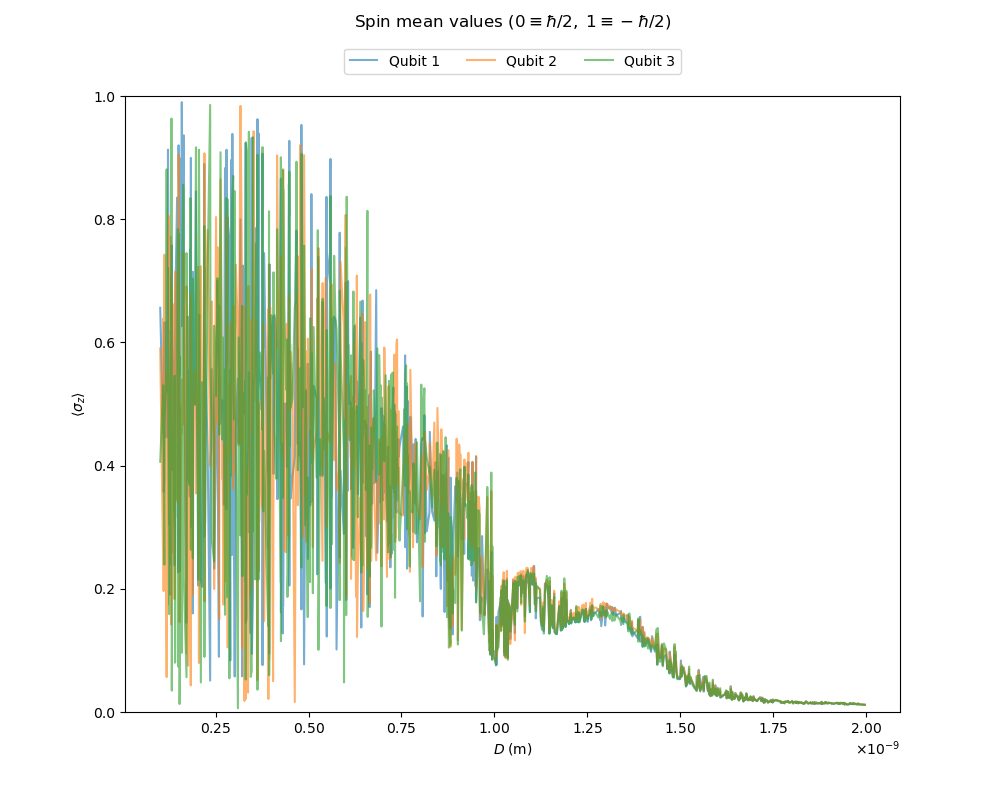 Spin mean values (0 ≡ ℏ/2, 1 ≡ − ℏ/2)
Qubit 1 Qubit 2 Qubit 3
1.0
0.8
0.6
0.4
0.2
0.0
⟨σz⟩
0.25 0.50 0.75 1.00 1.25 1.50 1.75 2.00
D (m)
×10⁻⁹